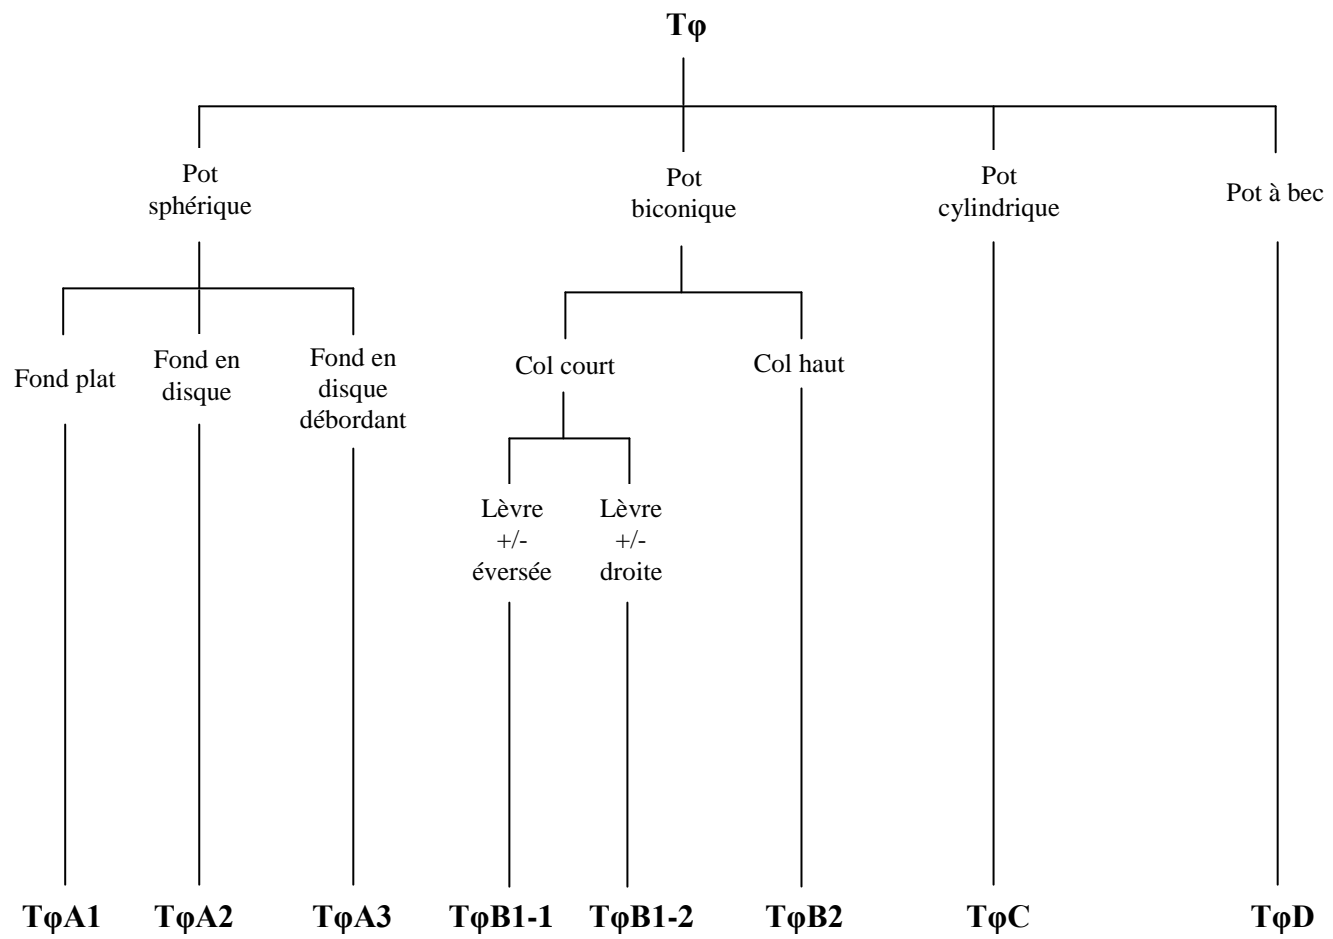 Tφ
Pot
sphérique
Pot
biconique
Pot
cylindrique
Pot à bec
Fond plat
Fond en
disque
Fond en
disque
débordant
Col court
Col haut
Lèvre
+/-
éversée
Lèvre
+/-
droite
TφA1
TφA2
TφA3
TφB1-1
TφB1-2
TφB2
TφC
TφD